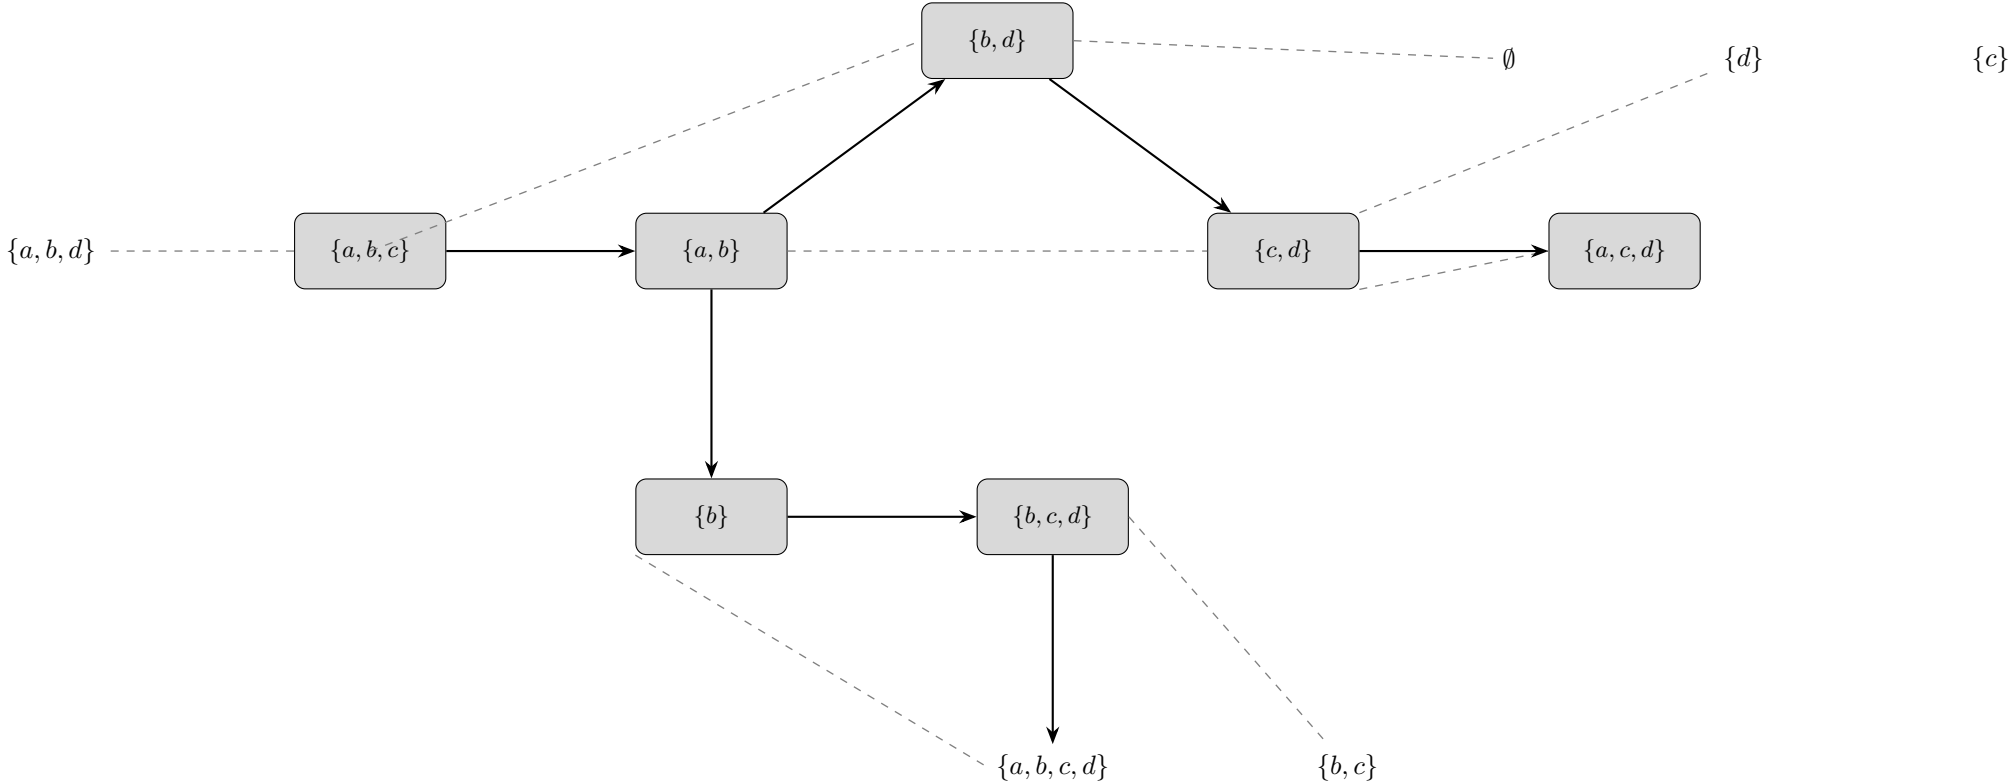 {b, d}
∅
{d}
{c}
{a, b, d}
{a, b, c}
{a, b}
{c, d}
{a, c, d}
{b}
{b, c, d}
{a, b, c, d}
{b, c}